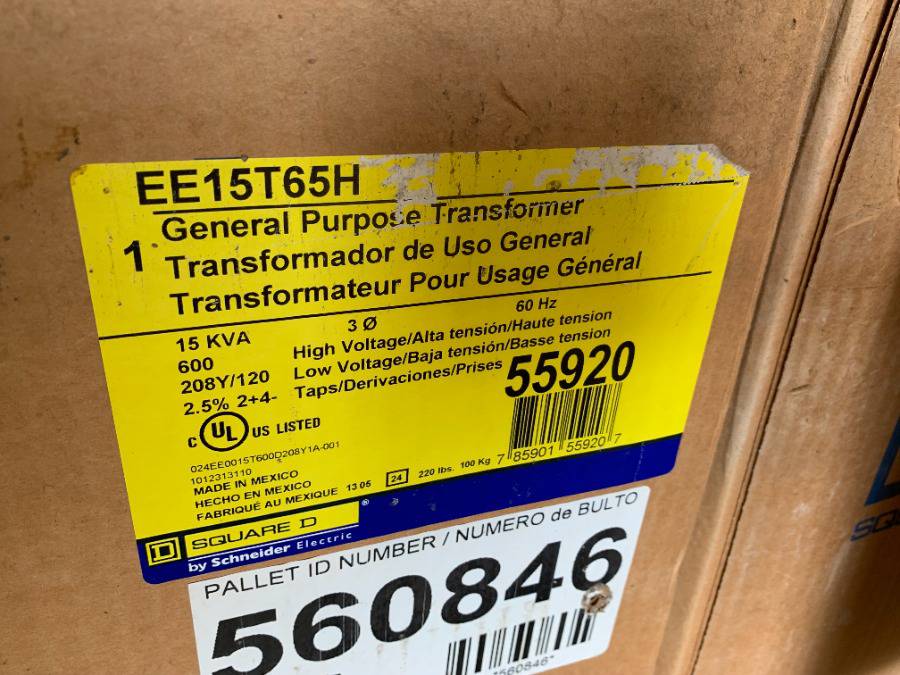 EE15T65H
1
General Purpose Transformer
Transformador de Uso General
Transformateur Pour Usage Général
15 KVA 3 Ø 60 Hz
600 High Voltage/Alta tensión/Haute tension
208Y/120 Low Voltage/Baja tensión/Basse tension
2.5% 2+4- Taps/Derivaciones/Prises
55920
C UL US LISTED
7 85901 55920 7
024EE0015T600D208Y1A-001
1012313110
MADE IN MEXICO
HECHO EN MEXICO
FABRIQUÉ AU MEXIQUE 13 05 24 220 lbs. 100 Kg
D SQUARE D ®
by Schneider Electric
PALLET ID NUMBER / NUMERO de BULTO
560846
*560846*